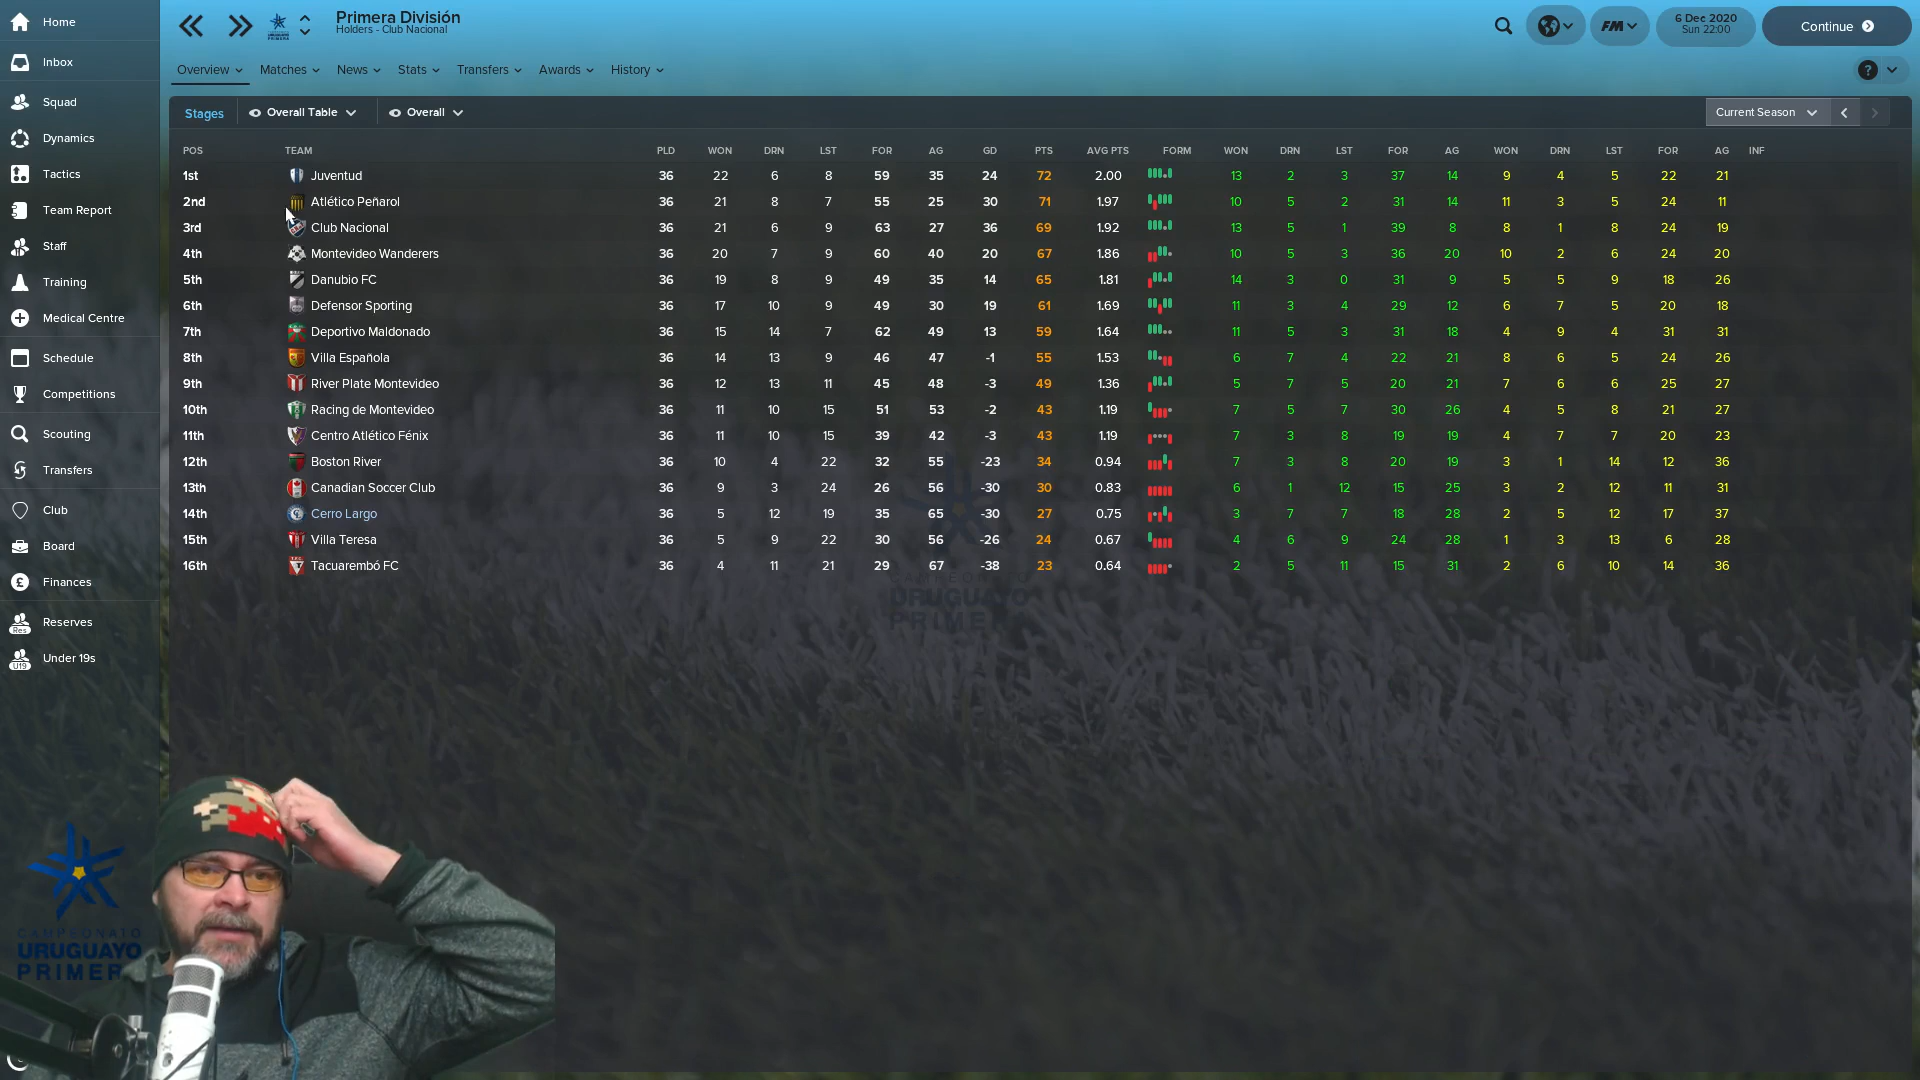 Home
Inbox
Squad
Dynamics
Tactics
Team Report
Staff
Training
Medical Centre
Schedule
Competitions
Scouting
Transfers
Club
Board
Finances
Res
Reserves
U19
Under 19s
Primera División
Holders - Club Nacional
FM
6 Dec 2020
Sun 22:00
Continue
Overview Matches News Stats Transfers Awards History
?
Stages Overall Table Overall Current Season
POS TEAM PLD WON DRN LST FOR AG GD PTS AVG PTS FORM WON DRN LST FOR AG WON DRN LST FOR AG INF
1st Juventud 36 22 6 8 59 35 24 72 2.00 13 2 3 37 14 9 4 5 22 21
2nd Atlético Peñarol 36 21 8 7 55 25 30 71 1.97 10 5 2 31 14 11 3 5 24 11
3rd Club Nacional 36 21 6 9 63 27 36 69 1.92 13 5 1 39 8 8 1 8 24 19
4th Montevideo Wanderers 36 20 7 9 60 40 20 67 1.86 10 5 3 36 20 10 2 6 24 20
5th Danubio FC 36 19 8 9 49 35 14 65 1.81 14 3 0 31 9 5 5 9 18 26
6th Defensor Sporting 36 17 10 9 49 30 19 61 1.69 11 3 4 29 12 6 7 5 20 18
7th Deportivo Maldonado 36 15 14 7 62 49 13 59 1.64 11 5 3 31 18 4 9 4 31 31
8th Villa Española 36 14 13 9 46 47 -1 55 1.53 6 7 4 22 21 8 6 5 24 26
9th River Plate Montevideo 36 12 13 11 45 48 -3 49 1.36 5 7 5 20 21 7 6 6 25 27
10th Racing de Montevideo 36 11 10 15 51 53 -2 43 1.19 7 5 7 30 26 4 5 8 21 27
11th Centro Atlético Fénix 36 11 10 15 39 42 -3 43 1.19 7 3 8 19 19 4 7 7 20 23
12th Boston River 36 10 4 22 32 55 -23 34 0.94 7 3 8 20 19 3 1 14 12 36
13th Canadian Soccer Club 36 9 3 24 26 56 -30 30 0.83 6 1 12 15 25 3 2 12 11 31
14th Cerro Largo 36 5 12 19 35 65 -30 27 0.75 3 7 7 18 28 2 5 12 17 37
15th Villa Teresa 36 5 9 22 30 56 -26 24 0.67 4 6 9 24 28 1 3 13 6 28
16th Tacuarembó FC 36 4 11 21 29 67 -38 23 0.64 2 5 11 15 31 2 6 10 14 36
CAMPEONATO
URUGUAYO
PRIMERA
CAMPEONATO
URUGUAYO
PRIMER